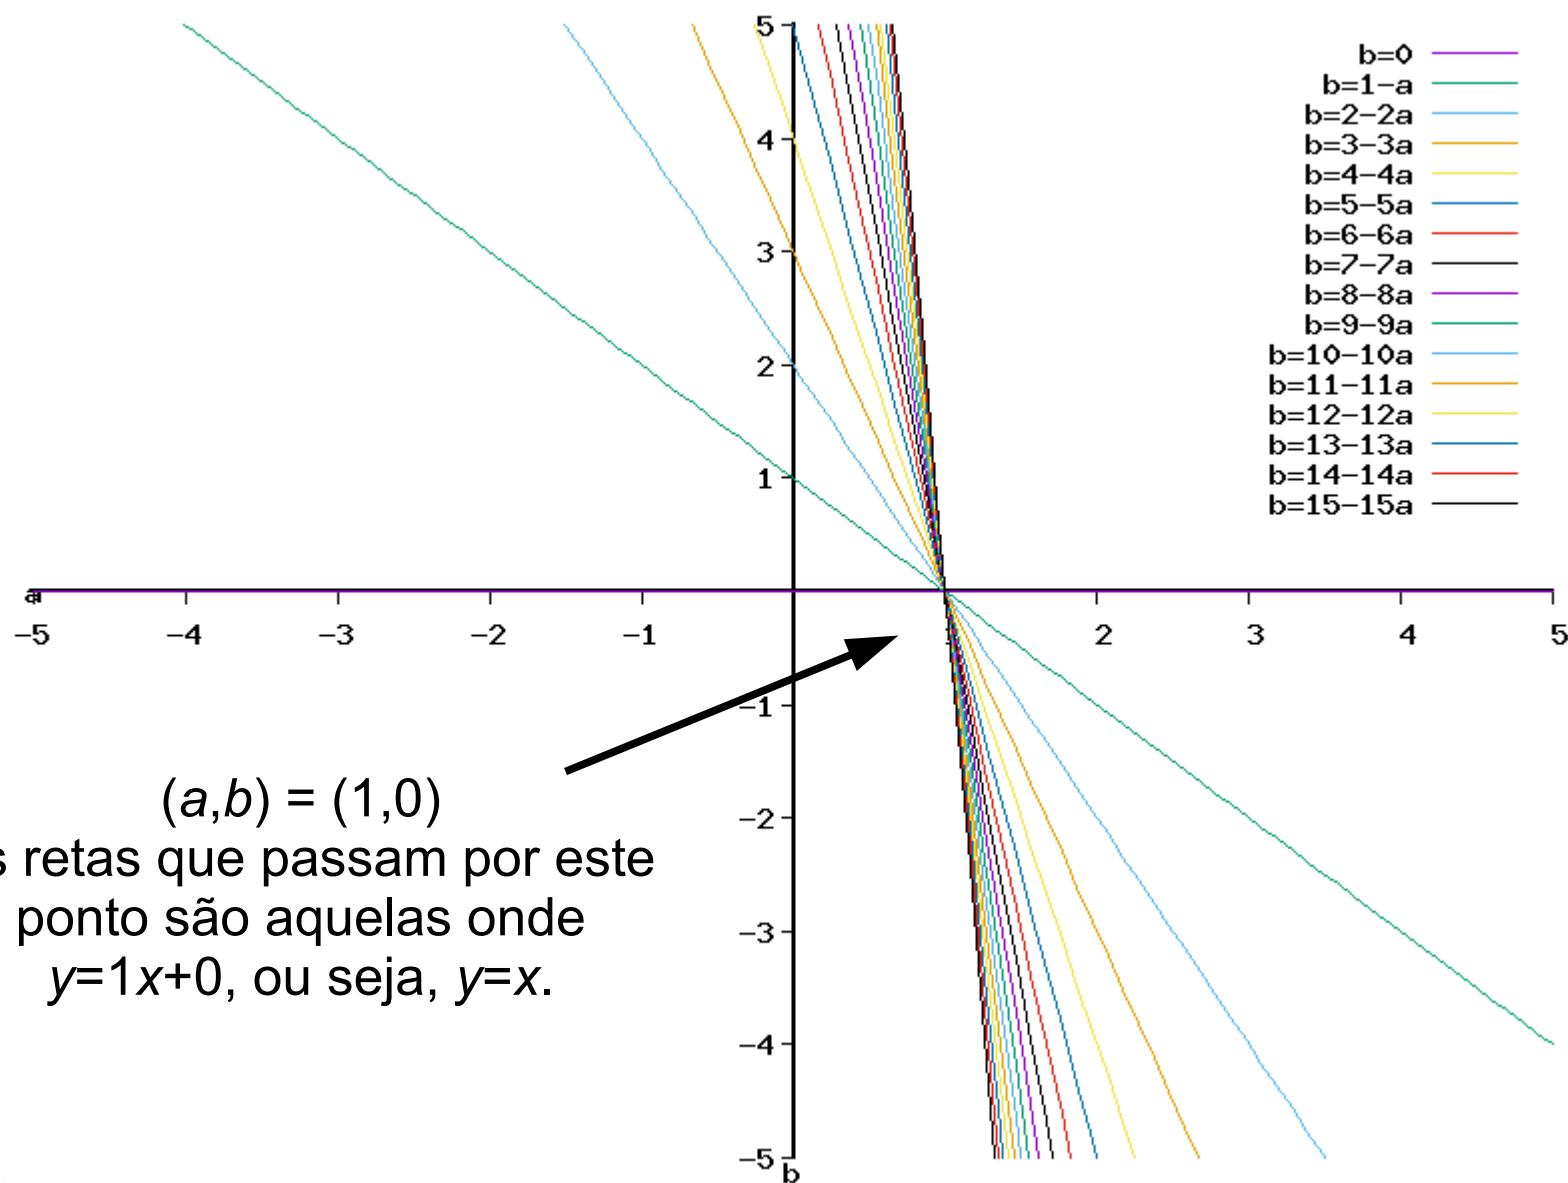 5
4
3
2
1
−1
−2
−3
−4
−5
b
a
−5
−4
−3
−2
−1
2
3
4
5
b=0
b=1−a
b=2−2a
b=3−3a
b=4−4a
b=5−5a
b=6−6a
b=7−7a
b=8−8a
b=9−9a
b=10−10a
b=11−11a
b=12−12a
b=13−13a
b=14−14a
b=15−15a
(a,b) = (1,0)
s retas que passam por este
ponto são aquelas onde
y=1x+0, ou seja, y=x.